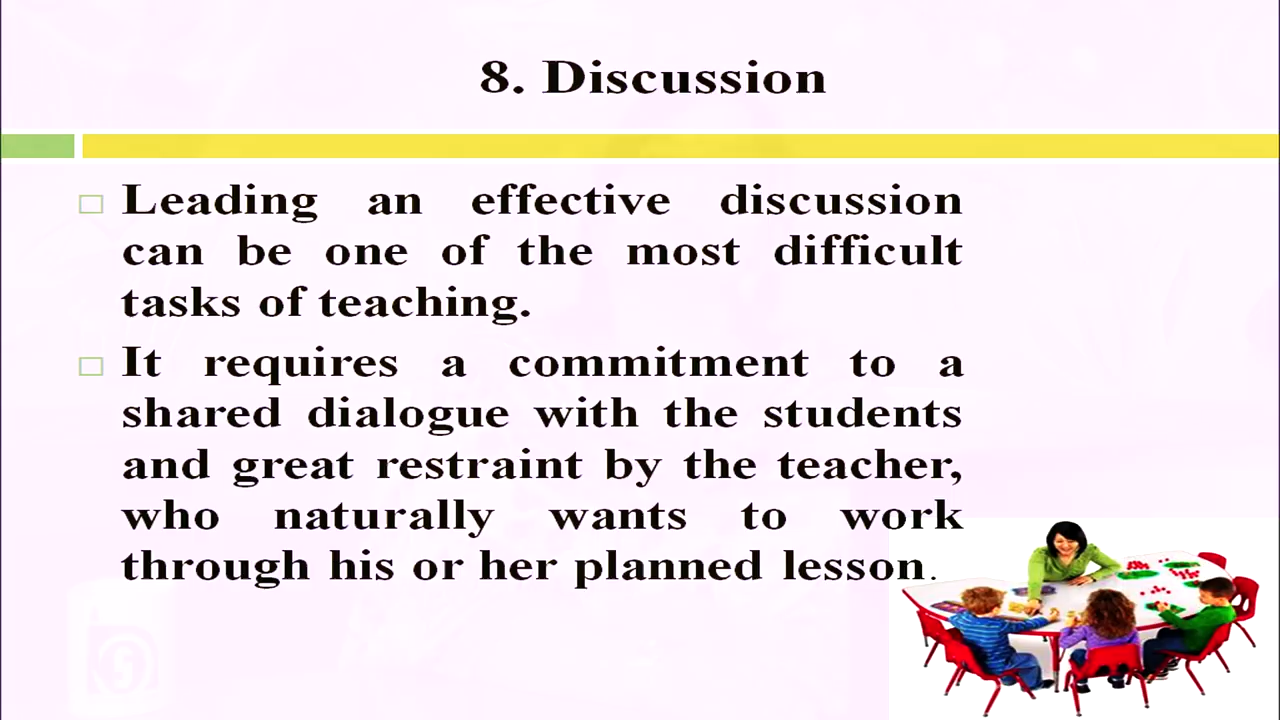 8. Discussion
Leading an effective discussion
can be one of the most difficult
tasks of teaching.
It requires a commitment to a
shared dialogue with the students
and great restraint by the teacher,
who naturally wants to work
through his or her planned lesson.